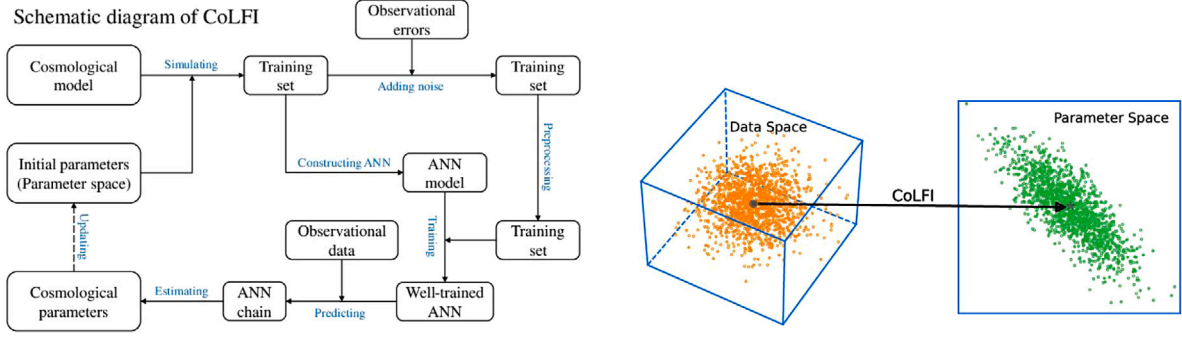 Schematic diagram of CoLFI
Observational
errors
Cosmological
model
Simulating
Training
set
Adding noise
Training
set
Initial parameters
(Parameter space)
Constructing ANN
ANN
model
Preprocessing
Updating
Observational
data
Training
Training
set
Cosmological
parameters
Estimating
ANN
chain
Predicting
Well-trained
ANN
Data Space
CoLFI
Parameter Space